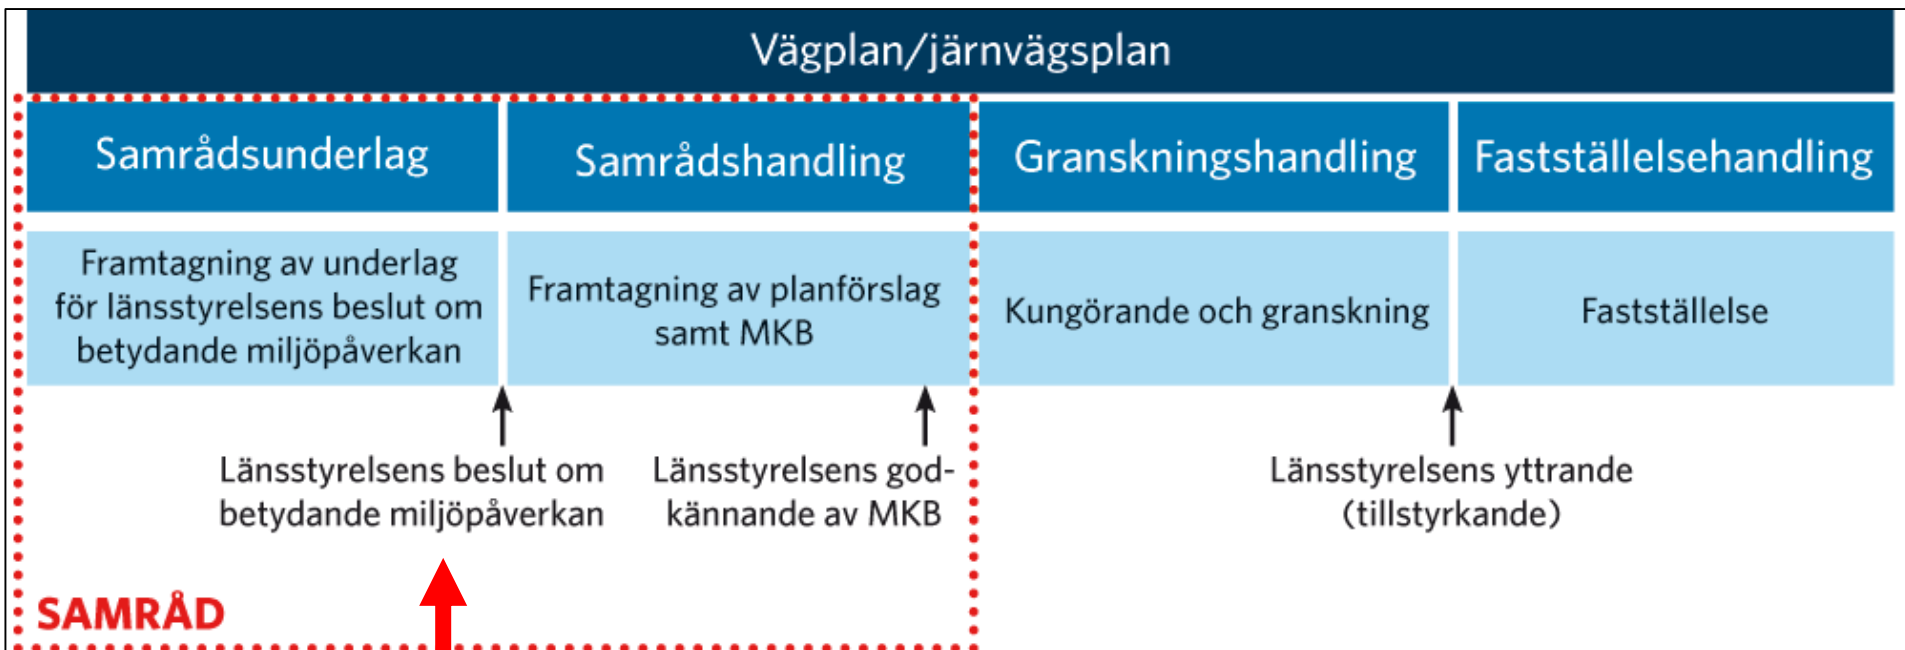 Vägplan/järnvägsplan
Samrådsunderlag
Samrådshandling
Granskningshandling
Fastställelsehandling
Framtagning av underlag
för länsstyrelsens beslut om
betydande miljöpåverkan
Framtagning av planförslag
samt MKB
Kungörande och granskning
Fastställelse
Länsstyrelsens beslut om
betydande miljöpåverkan
Länsstyrelsens god-
kännande av MKB
Länsstyrelsens yttrande
(tillstyrkande)
SAMRÅD